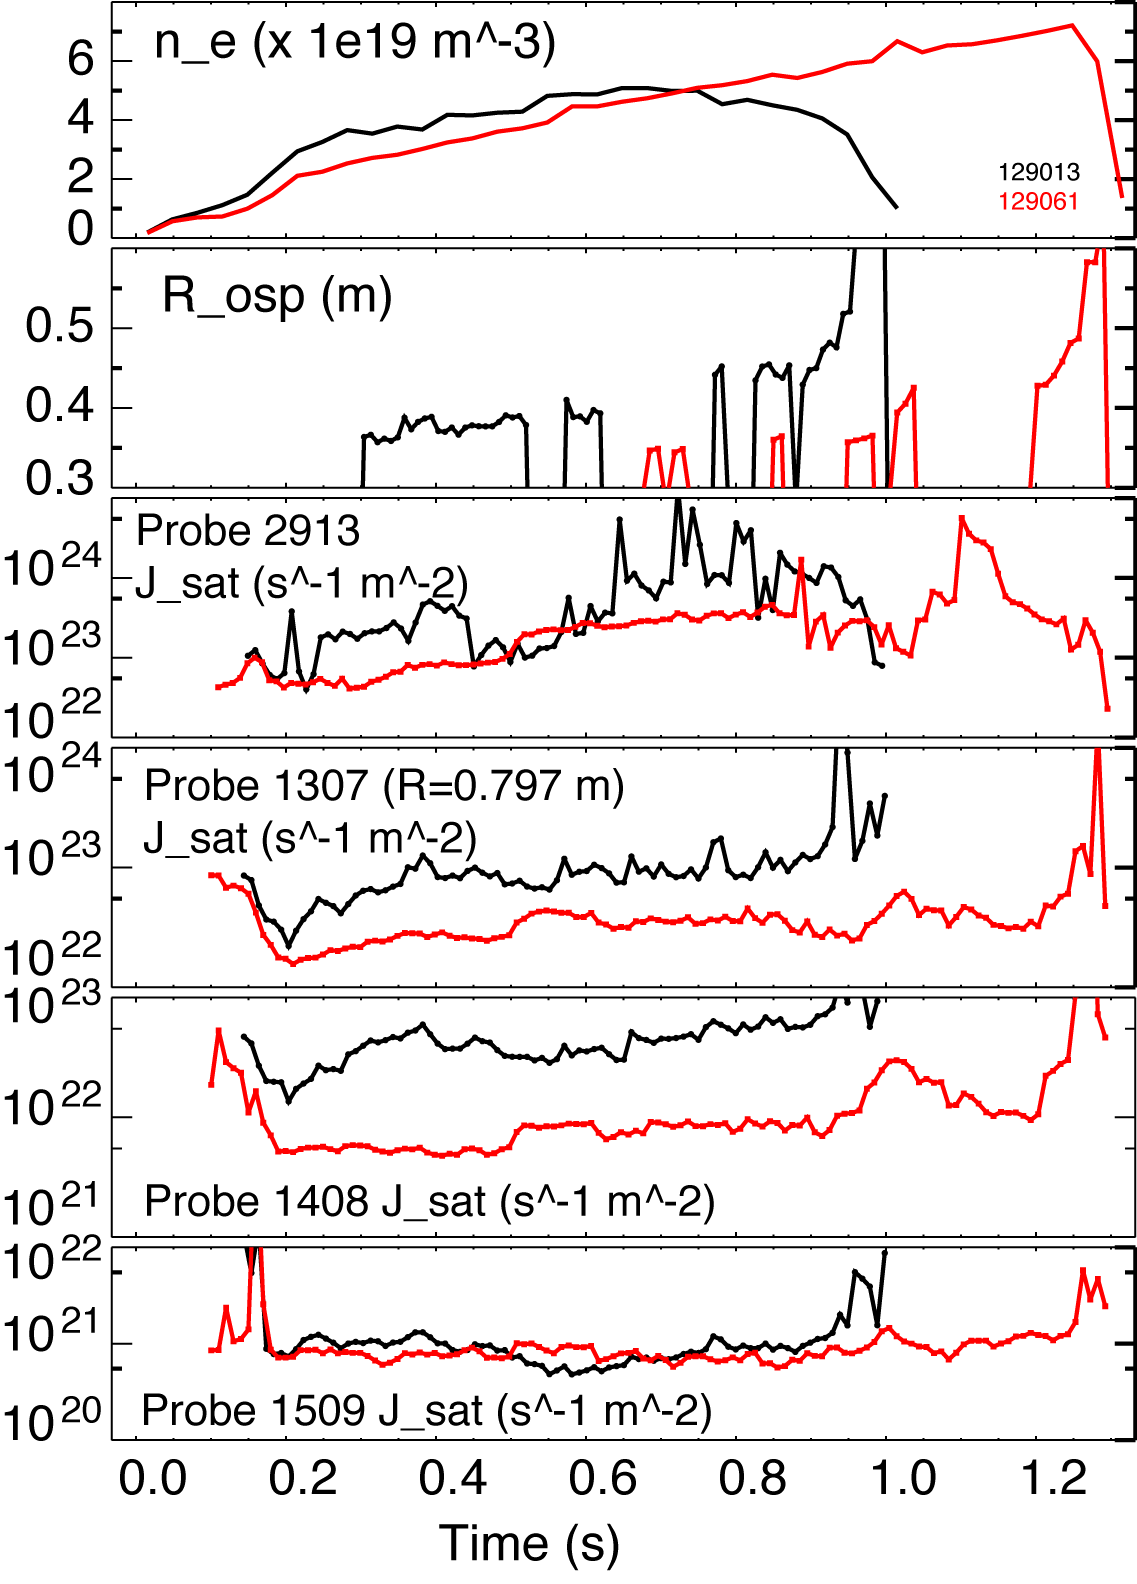 n_e (x 1e19 m^-3)
6
4
2
0
129013
129061
R_osp (m)
0.5
0.4
0.3
Probe 2913
J_sat (s^-1 m^-2)
10^24
10^23
10^22
Probe 1307 (R=0.797 m)
J_sat (s^-1 m^-2)
10^24
10^23
10^22
10^23
10^22
10^21
Probe 1408 J_sat (s^-1 m^-2)
10^22
10^21
10^20
Probe 1509 J_sat (s^-1 m^-2)
0.0 0.2 0.4 0.6 0.8 1.0 1.2
Time (s)